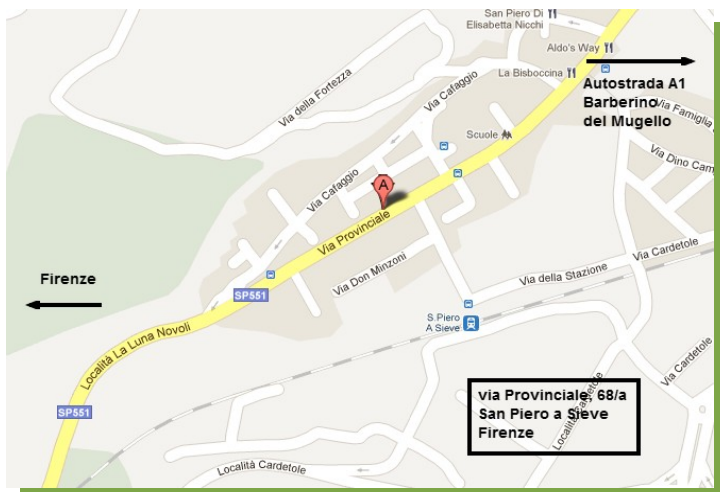 San Piero Di
Elisabetta Nicchi
Aldo's Way
La Bisboccina
Autostrada A1
Barberino
del Mugello
Via della Fortezza
Via Cafaggio
Via Famiglia
Scuole
Via Dino Cam
Via Cafaggio
A
Via Provinciale
Via Cardetole
Via Don Minzoni
Via della Stazione
Firenze
SP551
S.Piero
A Sieve
Località La Luna Novoli
Via Cardetole
via Provinciale, 68/a
San Piero a Sieve
Firenze
Località Cardetole
SP551
Località Cardetole